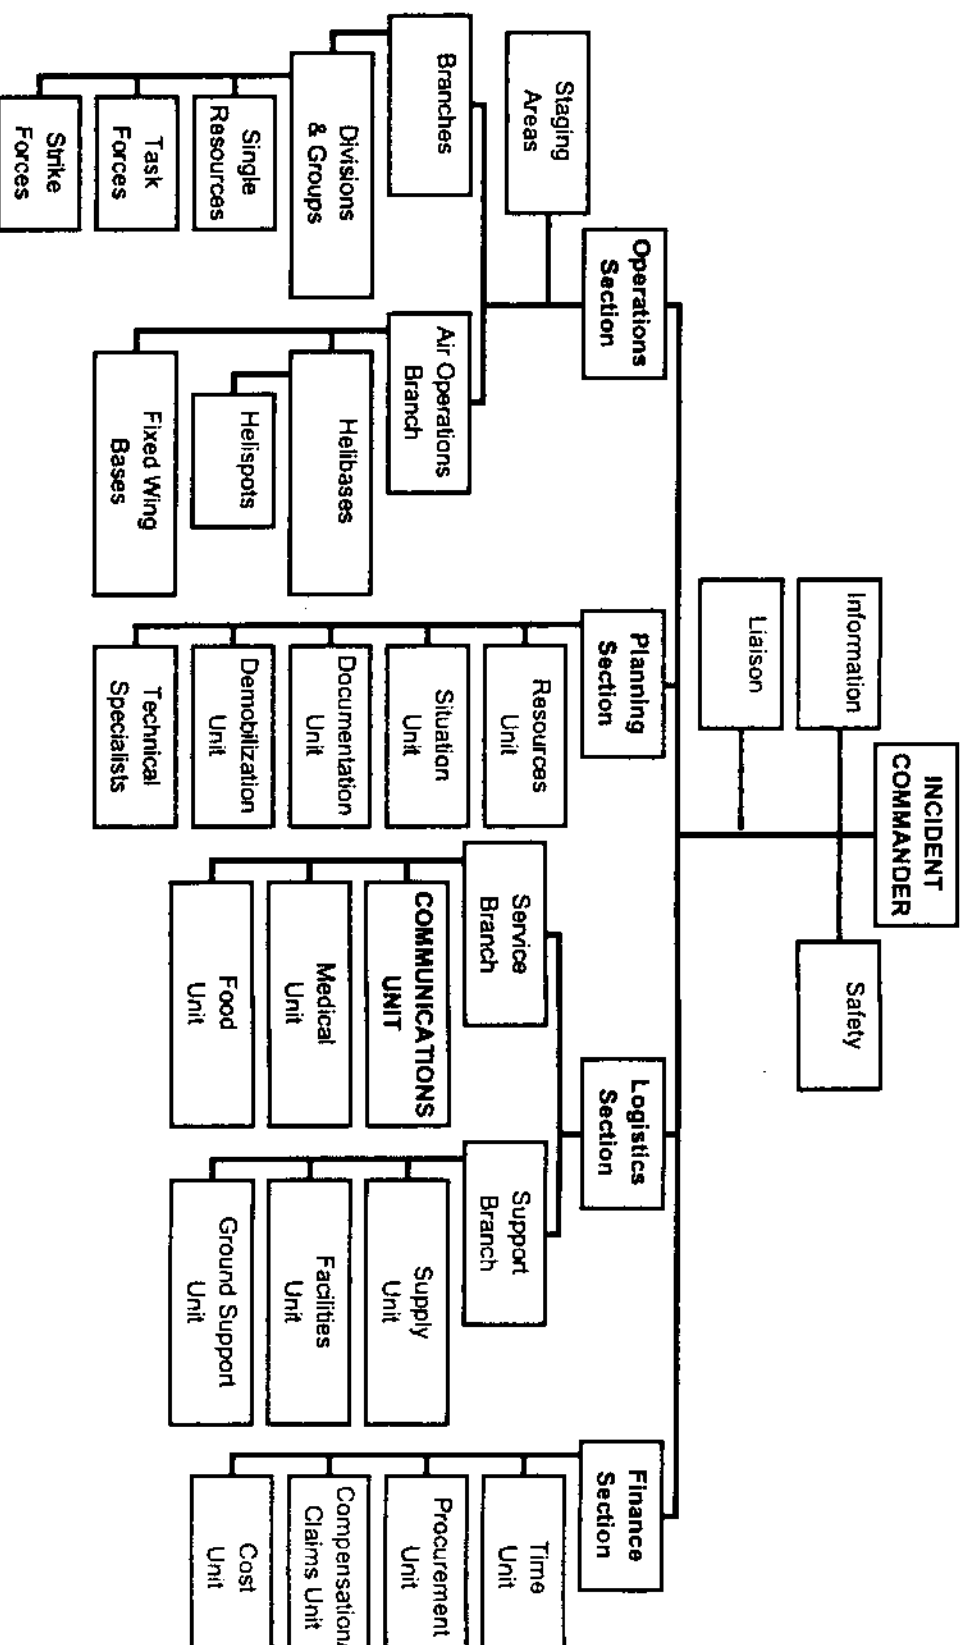 INCIDENT
COMMANDER
Information
Safety
Liaison
Operations
Section
Planning
Section
Logistics
Section
Finance
Section
Staging
Areas
Branches
Divisions
& Groups
Single
Resources
Task
Forces
Strike
Forces
Air Operations
Branch
Helibases
Helispots
Fixed Wing
Bases
Resources
Unit
Situation
Unit
Documentation
Unit
Demobilization
Unit
Technical
Specialists
Service
Branch
COMMUNICATIONS
UNIT
Medical
Unit
Food
Unit
Support
Branch
Supply
Unit
Facilities
Unit
Ground Support
Unit
Time
Unit
Procurement
Unit
Compensation/
Claims Unit
Cost
Unit